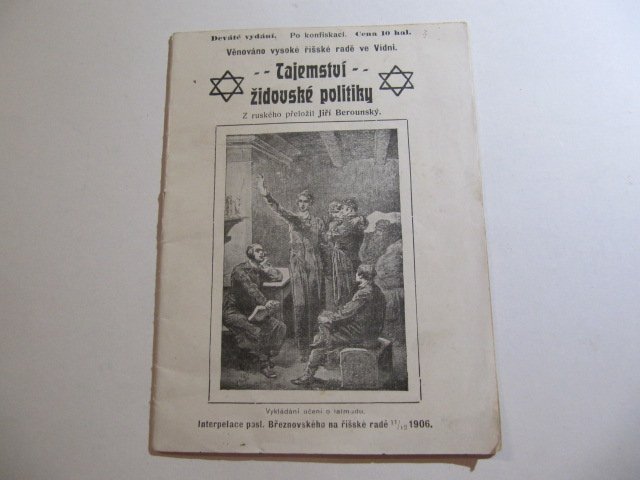 Deváté vydání. Po konfiskaci. Cena 10 hal.
Věnováno vysoké říšské radě ve Vídni.
-- Tajemství --
židovské politiky
Z ruského přeložil Jiří Berounský.
Vykládání učení o talmudu.
Interpelace posl. Březnovského na říšské radě 1906.